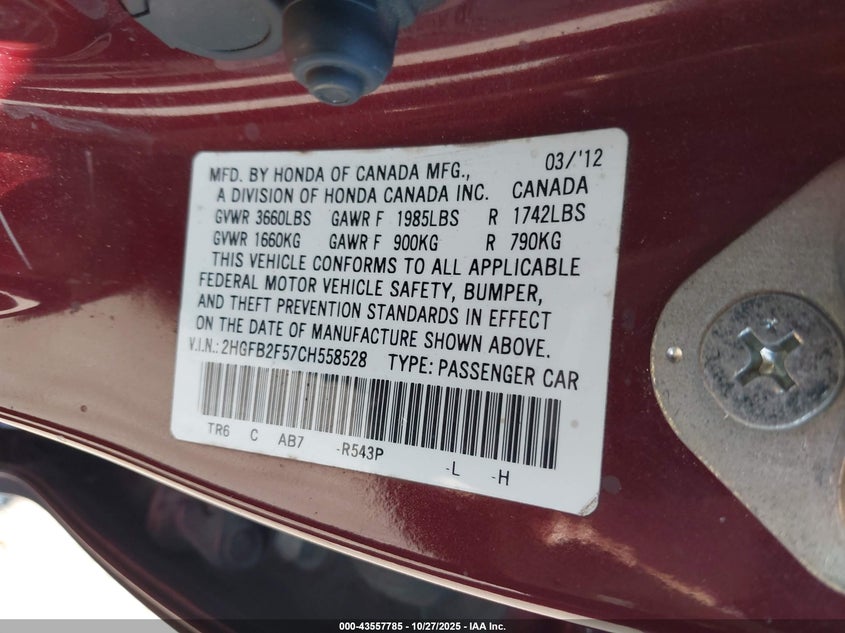 MFD. BY HONDA OF CANADA MFG., 03/'12
A DIVISION OF HONDA CANADA INC. CANADA
GVWR 3660LBS GAWR F 1985LBS R 1742LBS
GVWR 1660KG GAWR F 900KG R 790KG
THIS VEHICLE CONFORMS TO ALL APPLICABLE
FEDERAL MOTOR VEHICLE SAFETY, BUMPER,
AND THEFT PREVENTION STANDARDS IN EFFECT
ON THE DATE OF MANUFACTURE SHOWN ABOVE.
V.I.N.: 2HGFB2F57CH558528 TYPE: PASSENGER CAR
TR6 C AB7 -R543P -L -H
000-43557785 - 10/27/2025 - IAA Inc.